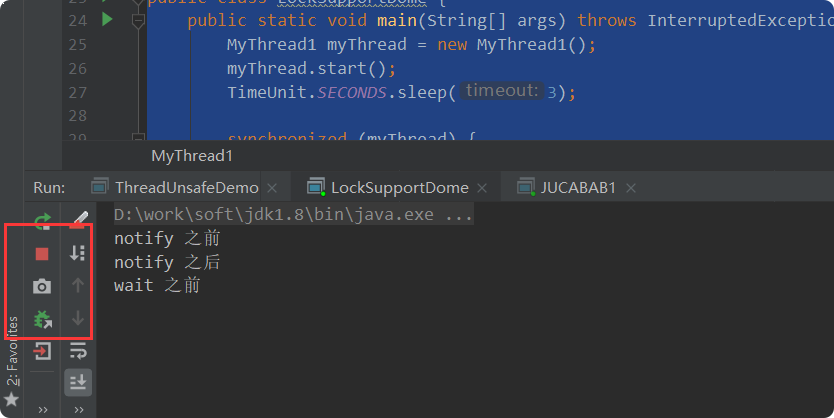 23 public class LockSupportDome {
24 public static void main(String[] args) throws InterruptedExceptio
25 MyThread1 myThread = new MyThread1();
26 myThread.start();
27 TimeUnit.SECONDS.sleep( timeout: 3);
28
29 synchronized (myThread) {
MyThread1
Run: ThreadUnsafeDemo × LockSupportDome × JUCABAB1 ×
D:\work\soft\jdk1.8\bin\java.exe ...
notify 之前
notify 之后
wait 之前
2: Favorites